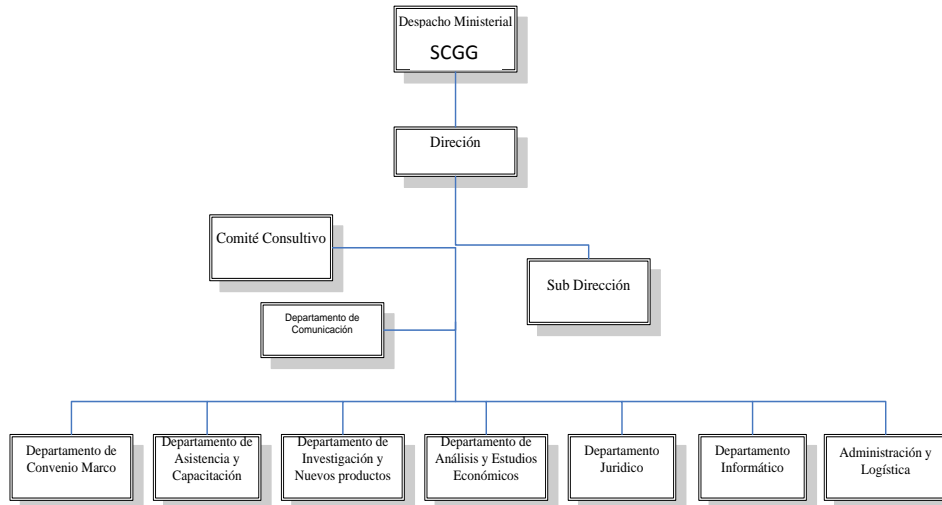 Despacho Ministerial
SCGG
Direción
Comité Consultivo
Sub Dirección
Departamento de
Comunicación
Departamento de
Convenio Marco
Departamento de
Asistencia y
Capacitación
Departamento de
Investigación y
Nuevos productos
Departamento de
Análisis y Estudios
Económicos
Departamento
Juridico
Departamento
Informático
Administración y
Logística